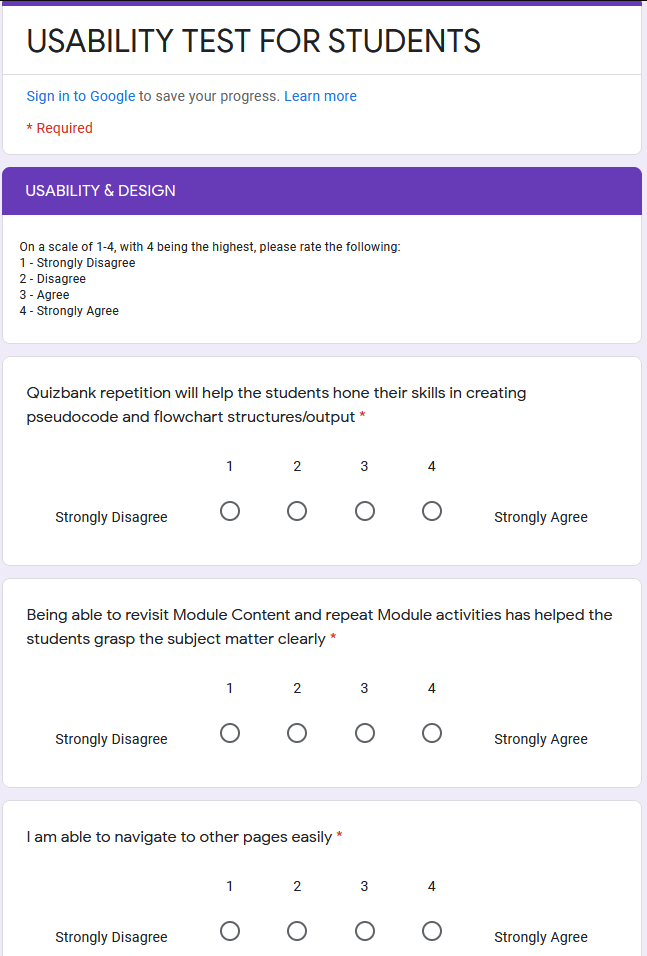 USABILITY TEST FOR STUDENTS
Sign in to Google to save your progress. Learn more
* Required
USABILITY & DESIGN
On a scale of 1-4, with 4 being the highest, please rate the following:
1 - Strongly Disagree
2 - Disagree
3 - Agree
4 - Strongly Agree
Quizbank repetition will help the students hone their skills in creating
pseudocode and flowchart structures/output *
1 2 3 4
Strongly Disagree Strongly Agree
Being able to revisit Module Content and repeat Module activities has helped the
students grasp the subject matter clearly *
1 2 3 4
Strongly Disagree Strongly Agree
I am able to navigate to other pages easily *
1 2 3 4
Strongly Disagree Strongly Agree